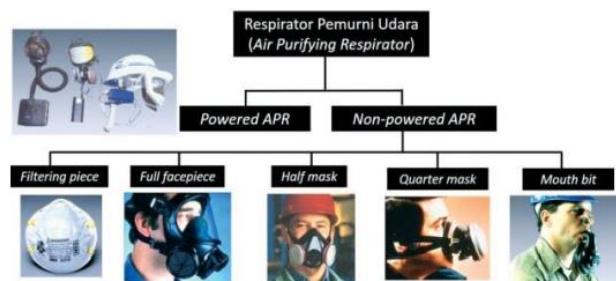 Respirator Pemurni Udara
(Air Purifying Respirator)
Powered APR
Non-powered APR
Filtering piece
Full facepiece
Half mask
Quarter mask
Mouth bit